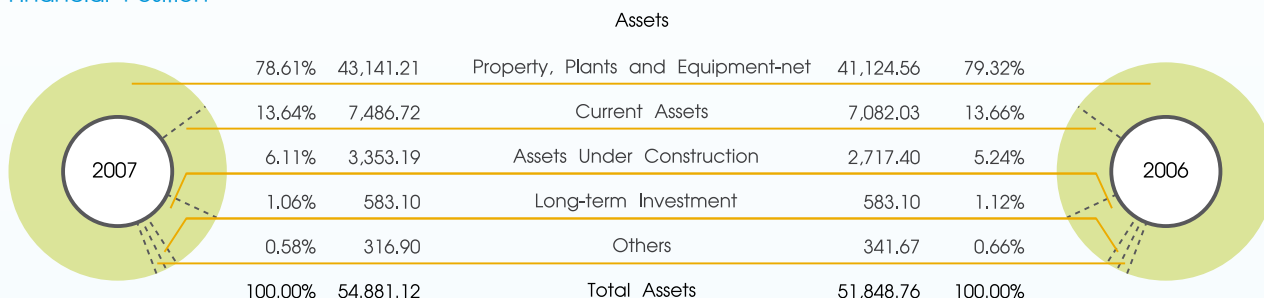 Financial Position
Assets
78.61% 43,141.21 Property, Plants and Equipment-net 41,124.56 79.32%
13.64% 7,486.72 Current Assets 7,082.03 13.66%
2007 6.11% 3,353.19 Assets Under Construction 2,717.40 5.24% 2006
1.06% 583.10 Long-term Investment 583.10 1.12%
0.58% 316.90 Others 341.67 0.66%
100.00% 54,881.12 Total Assets 51,848.76 100.00%